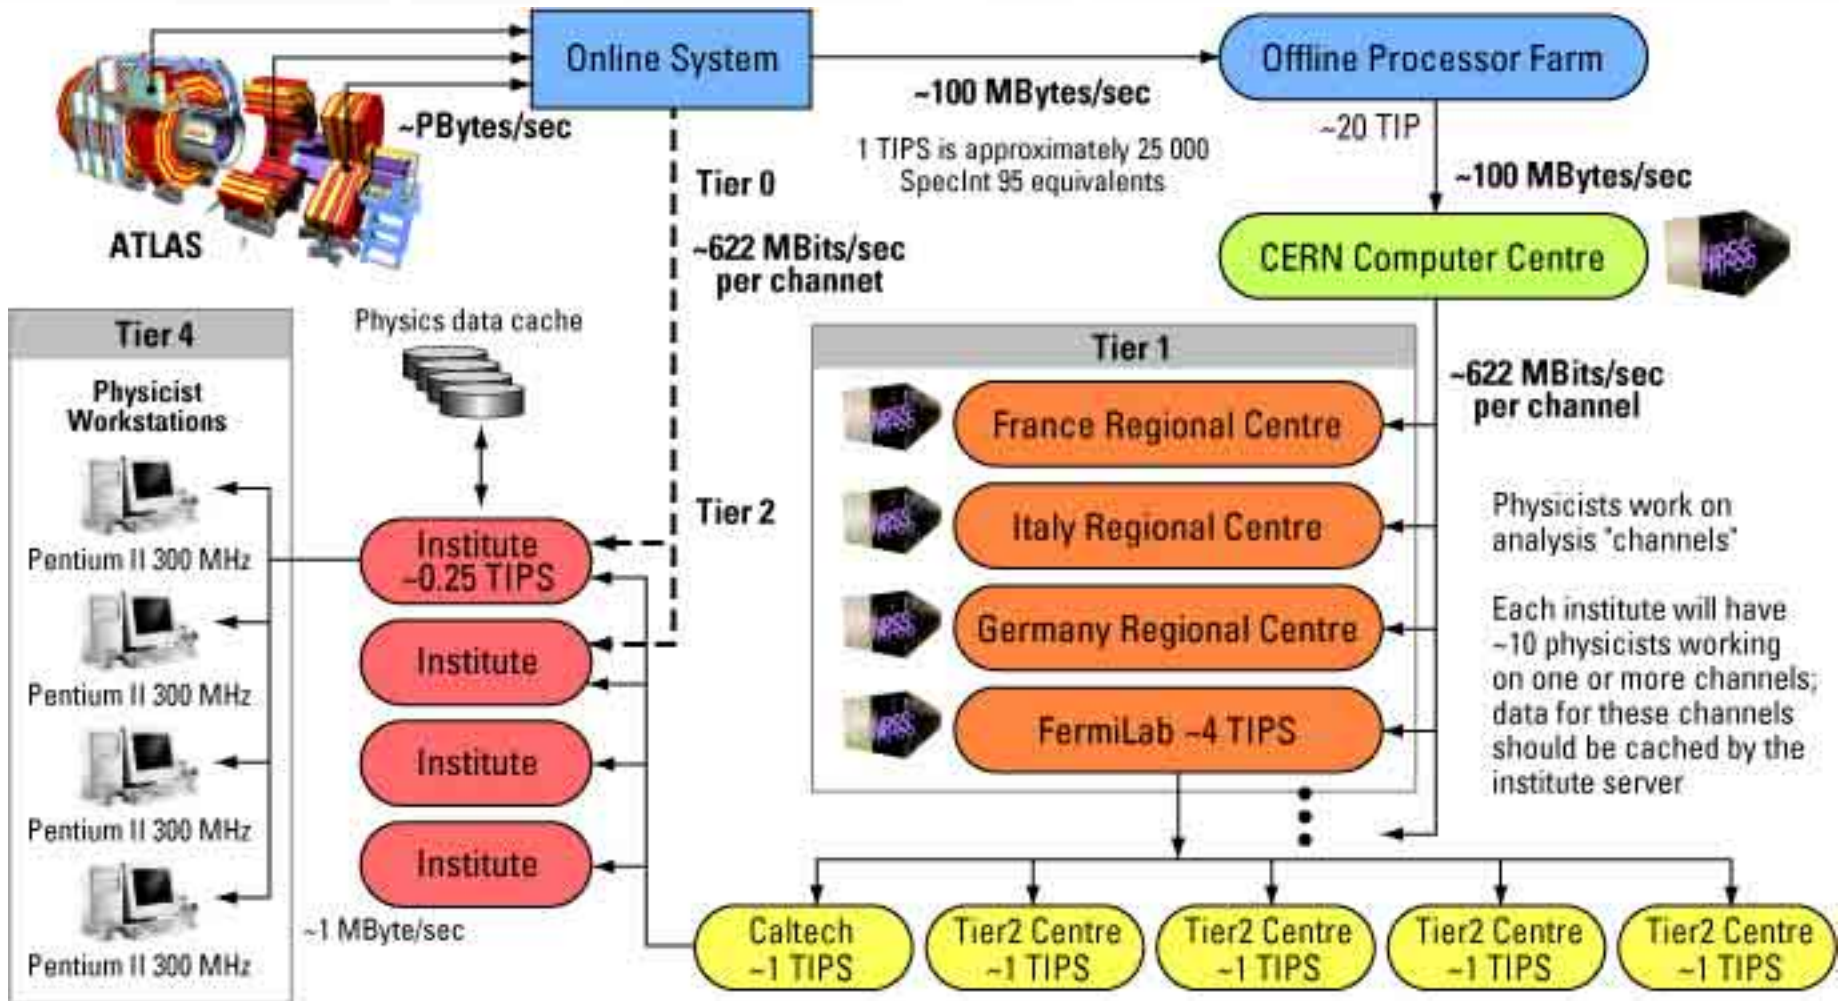 Online System
Offline Processor Farm
~100 MBytes/sec
~PBytes/sec
~20 TIP
1 TIPS is approximately 25 000
SpecInt 95 equivalents
Tier 0
~100 MBytes/sec
ATLAS
~622 MBits/sec
per channet
CERN Computer Centre
HPSS
Tier 4
Physics data cache
Tier 1
~622 MBits/sec
per channel
Physicist
Workstations
HPSS
France Regional Centre
Tier 2
HPSS
Italy Regional Centre
Physicists work on
analysis "channels"
Pentium II 300 MHz
Institute
~0.25 TIPS
HPSS
Germany Regional Centre
Each institute will have
~10 physicists working
on one or more channels;
data for these channels
should be cached by the
institute server
Institute
Pentium II 300 MHz
HPSS
FermiLab ~4 TIPS
Institute
Pentium II 300 MHz
Institute
~1 MByte/sec
Pentium II 300 MHz
Caltech
~1 TIPS
Tier2 Centre
~1 TIPS
Tier2 Centre
~1 TIPS
Tier2 Centre
~1 TIPS
Tier2 Centre
~1 TIPS